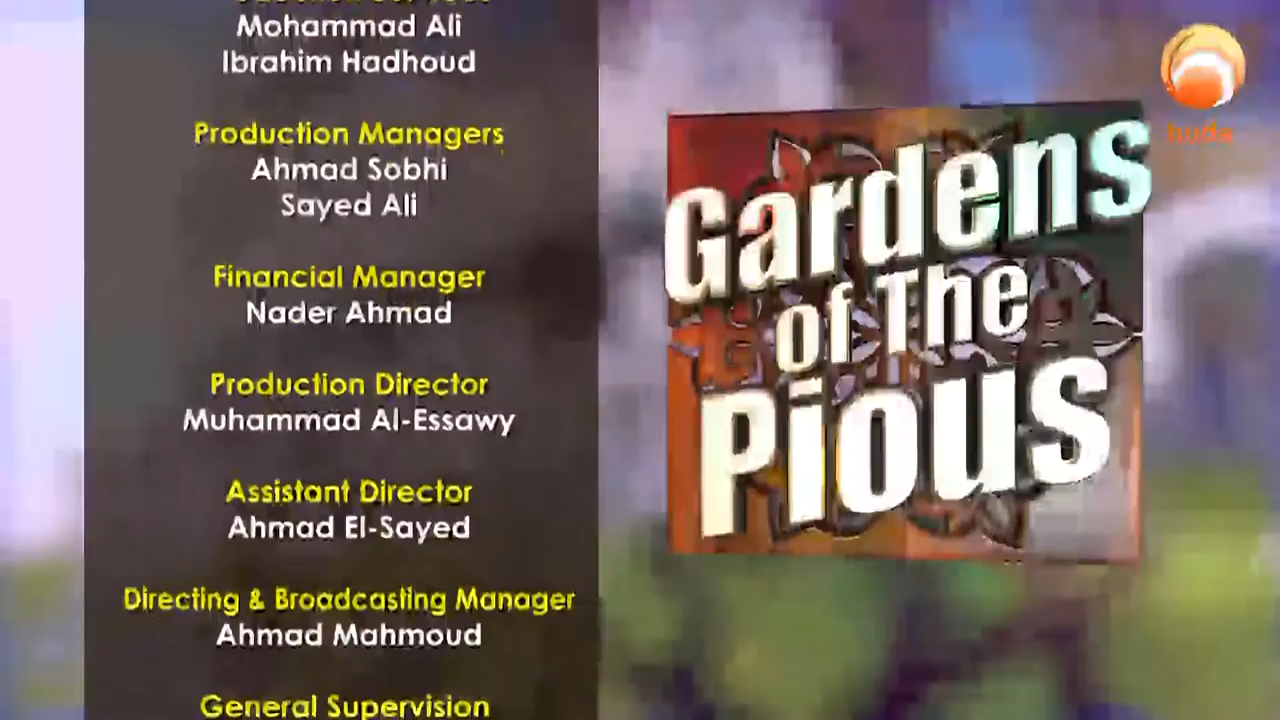 Mohammad Ali
Ibrahim Hadhoud
Production Managers
Ahmad Sobhi
Sayed Ali
Financial Manager
Nader Ahmad
Production Director
Muhammad Al-Essawy
Assistant Director
Ahmad El-Sayed
Directing & Broadcasting Manager
Ahmad Mahmoud
General Supervision
Gardens
of The
Pious
huda